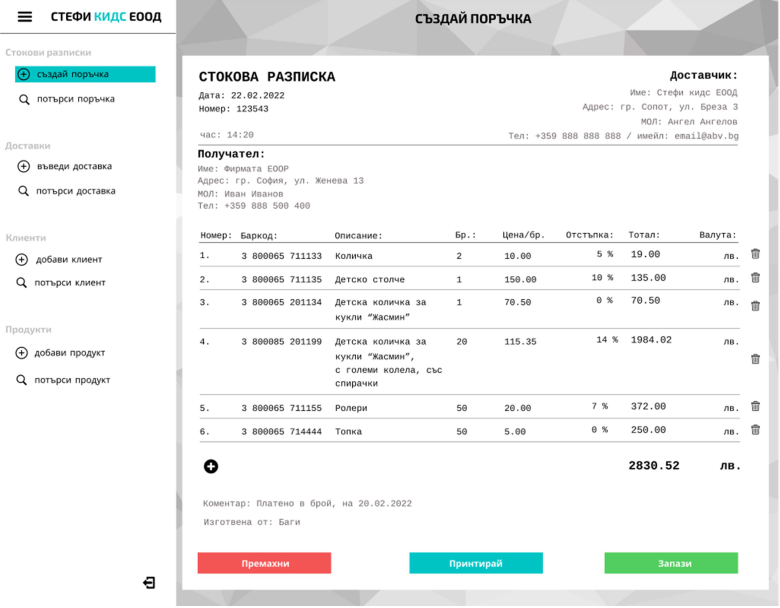 СТЕФИ КИДС ЕООД
СЪЗДАЙ ПОРЪЧКА
Стокови разписки
създай поръчка
потърси поръчка
Доставки
въведи доставка
потърси доставка
Клиенти
добави клиент
потърси клиент
Продукти
добави продукт
потърси продукт
СТОКОВА РАЗПИСКА
Дата: 22.02.2022
Номер: 123543
час: 14:20
Доставчик:
Име: Стефи кидс ЕООД
Адрес: гр. Сопот, ул. Бреза 3
МОЛ: Ангел Ангелов
Тел: +359 888 888 888 / имейл: email@abv.bg
Получател:
Име: Фирмата ЕООР
Адрес: гр. София, ул. Женева 13
МОЛ: Иван Иванов
Тел: +359 888 500 400
Номер: Баркод: Описание: Бр.: Цена/бр. Отстъпка: Тотал: Валута:
1. 3 800065 711133 Количка 2 10.00 5 % 19.00 лв.
2. 3 800065 711135 Детско столче 1 150.00 10 % 135.00 лв.
3. 3 800065 201134 Детска количка за 1 70.50 0 % 70.50 лв.
кукли “Жасмин”
4. 3 800085 201199 Детска количка за 20 115.35 14 % 1984.02 лв.
кукли “Жасмин”,
с големи колела, със
спирачки
5. 3 800065 711155 Ролери 50 20.00 7 % 372.00 лв.
6. 3 800065 714444 Топка 50 5.00 0 % 250.00 лв.
2830.52 лв.
Коментар: Платено в брой, на 20.02.2022
Изготвена от: Баги
Премахни
Принтирай
Запази